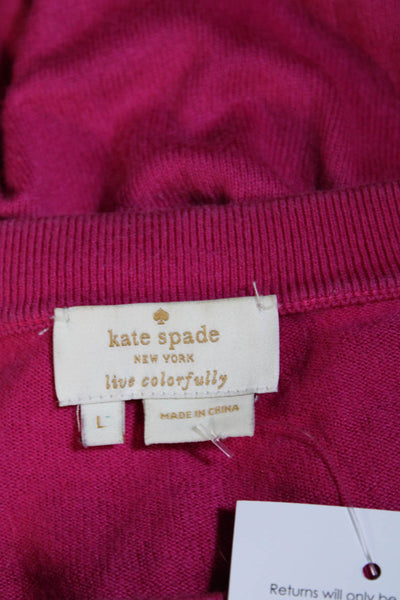 kate spade
NEW YORK
live colorfully
L
MADE IN CHINA
Returns will only be